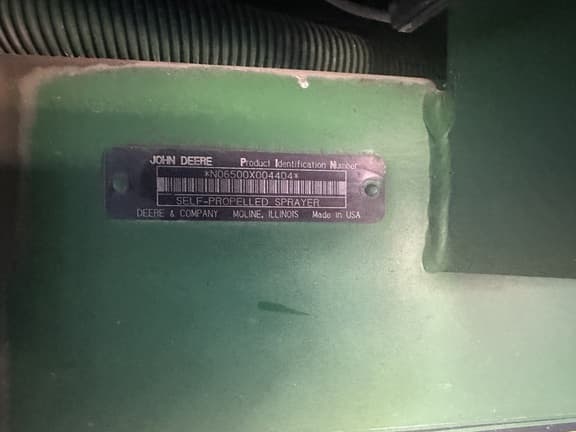 JOHN DEERE Product Identification Number
*N06500X004404*
SELF-PROPELLED SPRAYER
DEERE & COMPANY MOLINE, ILLINOIS Made in USA